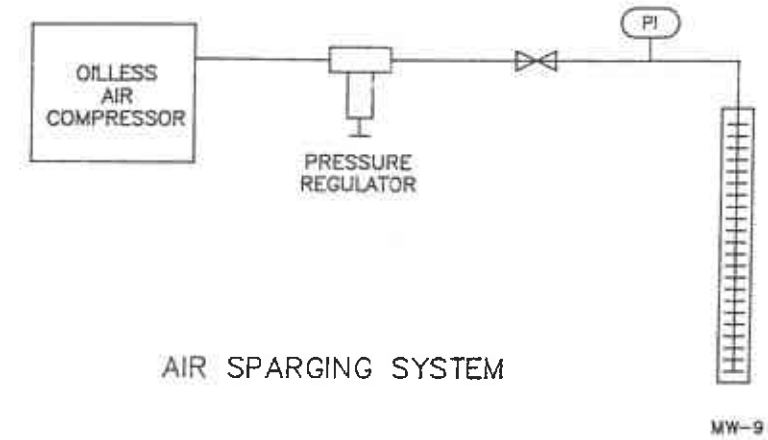 PI
OILLESS
AIR
COMPRESSOR
PRESSURE
REGULATOR
AIR SPARGING SYSTEM
MW-9